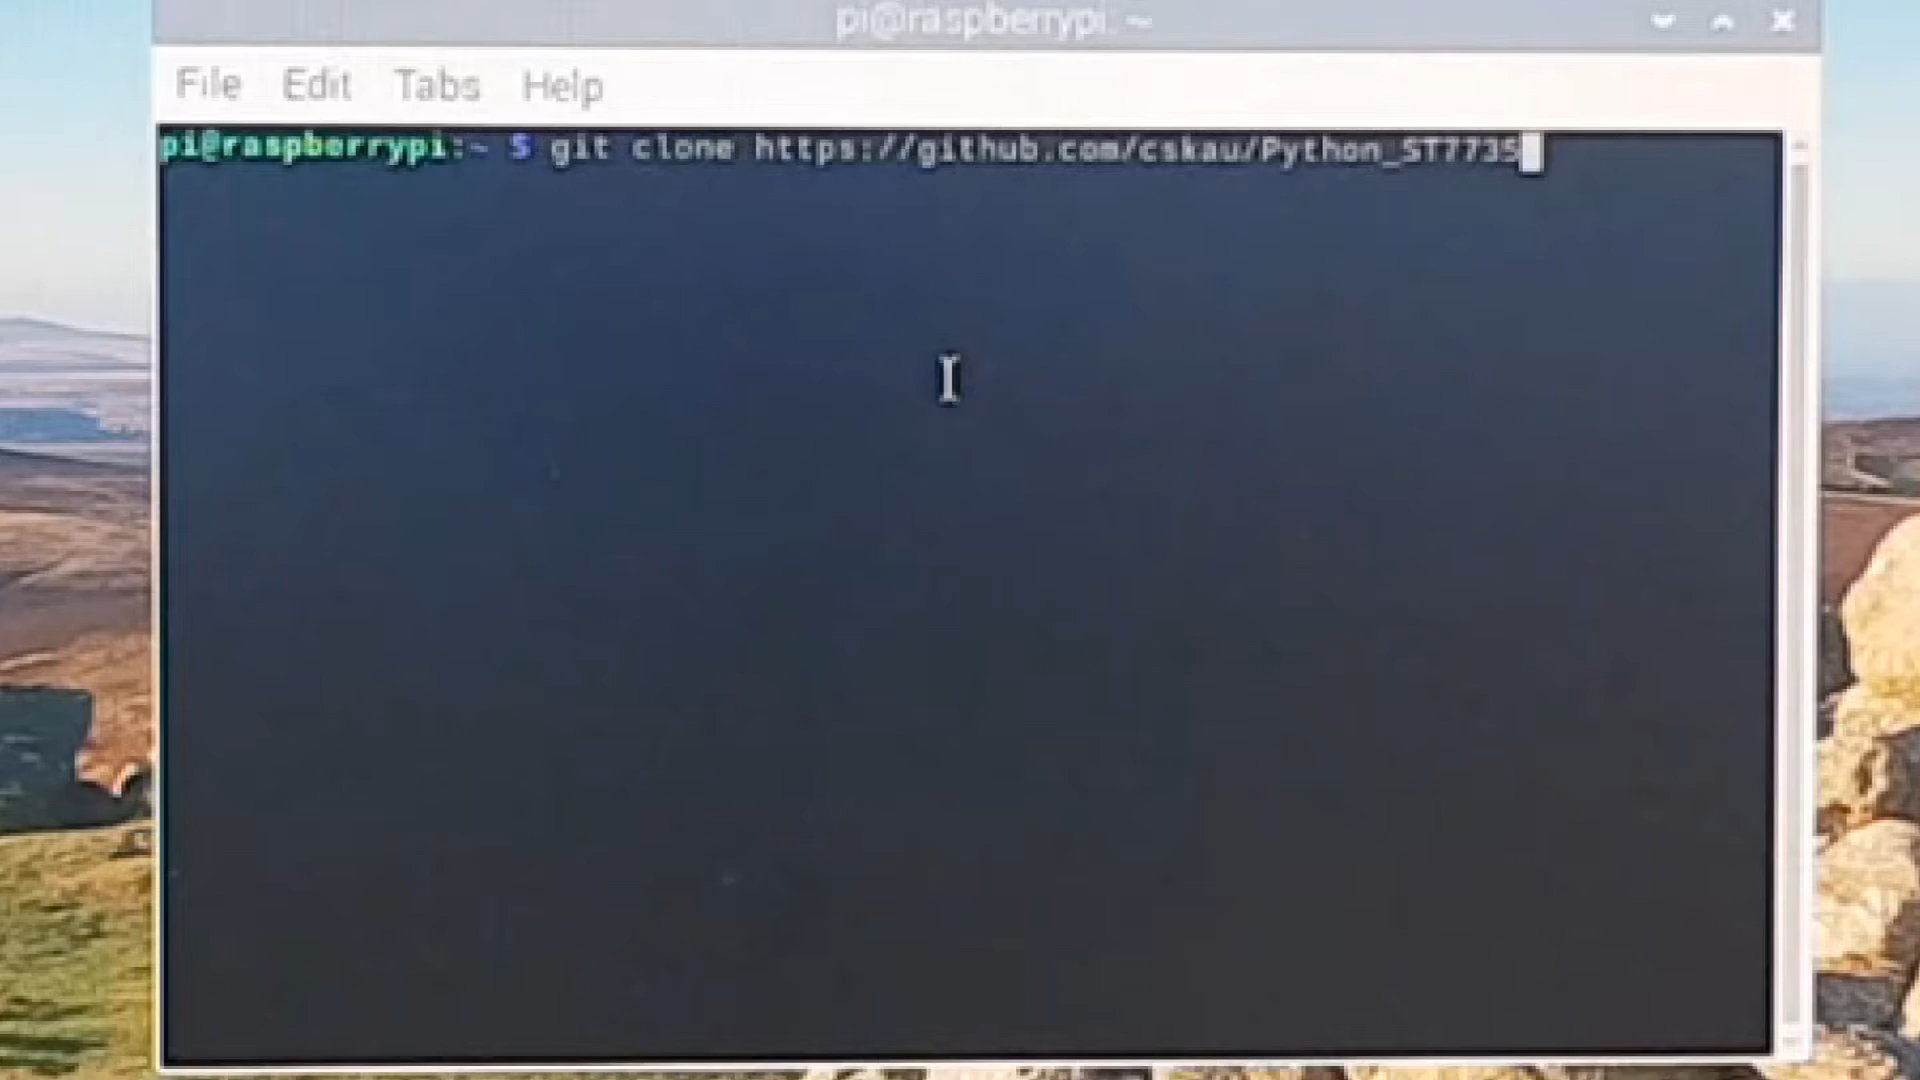 pi@raspberrypi: ~
File Edit Tabs Help
pi@raspberrypi:~ $ git clone https://github.com/cskau/Python_ST7735